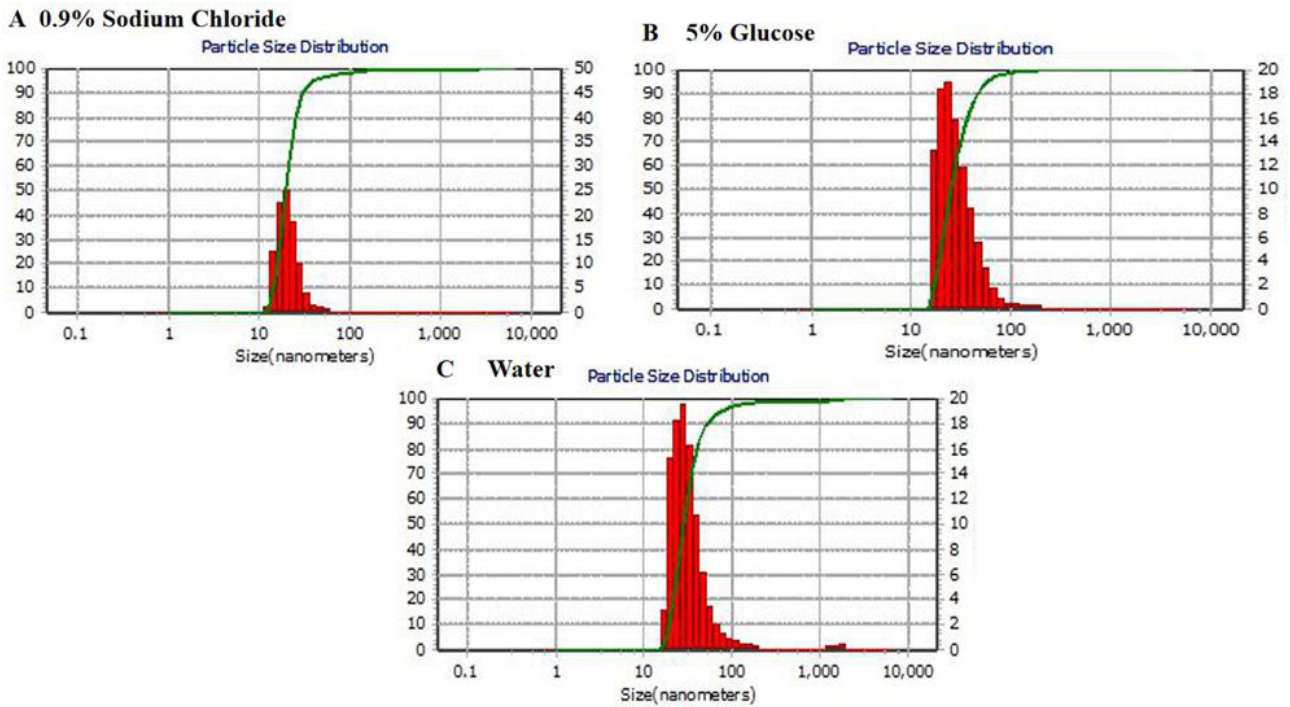 A 0.9% Sodium Chloride
Particle Size Distribution
100 90 80 70 60 50 40 30 20 10 0
50 45 40 35 30 25 20 15 10 5 0
0.1 1 10 100 1,000 10,000
Size(nanometers)
B 5% Glucose
Particle Size Distribution
100 90 80 70 60 50 40 30 20 10 0
20 18 16 14 12 10 8 6 4 2 0
0.1 1 10 100 1,000 10,000
Size(nanometers)
C Water
Particle Size Distribution
100 90 80 70 60 50 40 30 20 10 0
20 18 16 14 12 10 8 6 4 2 0
0.1 1 10 100 1,000 10,000
Size(nanometers)